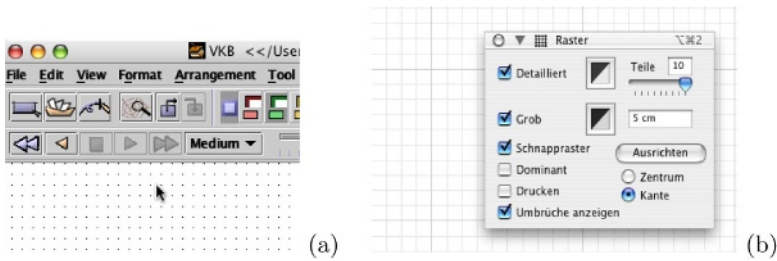 VKB <</User
File Edit View Format Arrangement Tool
Medium
(a)
Raster ⌥⌘2
Detailliert
Teile 10
Grob
5 cm
Schnappraster
Ausrichten
Dominant
Zentrum
Drucken
Kante
Umbrüche anzeigen
(b)